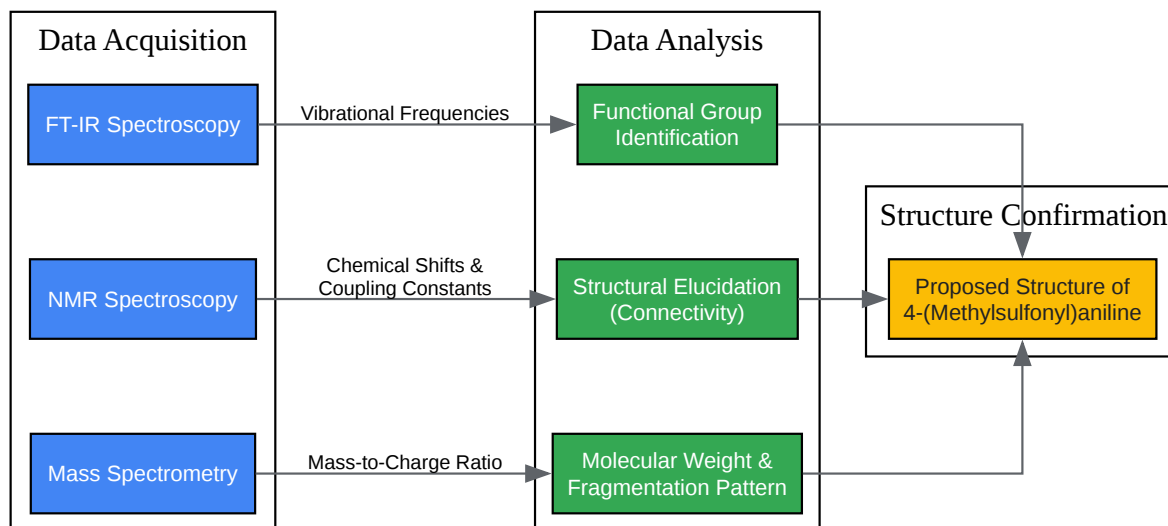 Data Acquisition
Data Analysis
FT-IR Spectroscopy
Vibrational Frequencies
Functional Group
Identification
Structure Confirmation
NMR Spectroscopy
Chemical Shifts &
Coupling Constants
Structural Elucidation
(Connectivity)
Proposed Structure of
4-(Methylsulfonyl)aniline
Mass Spectrometry
Mass-to-Charge Ratio
Molecular Weight &
Fragmentation Pattern